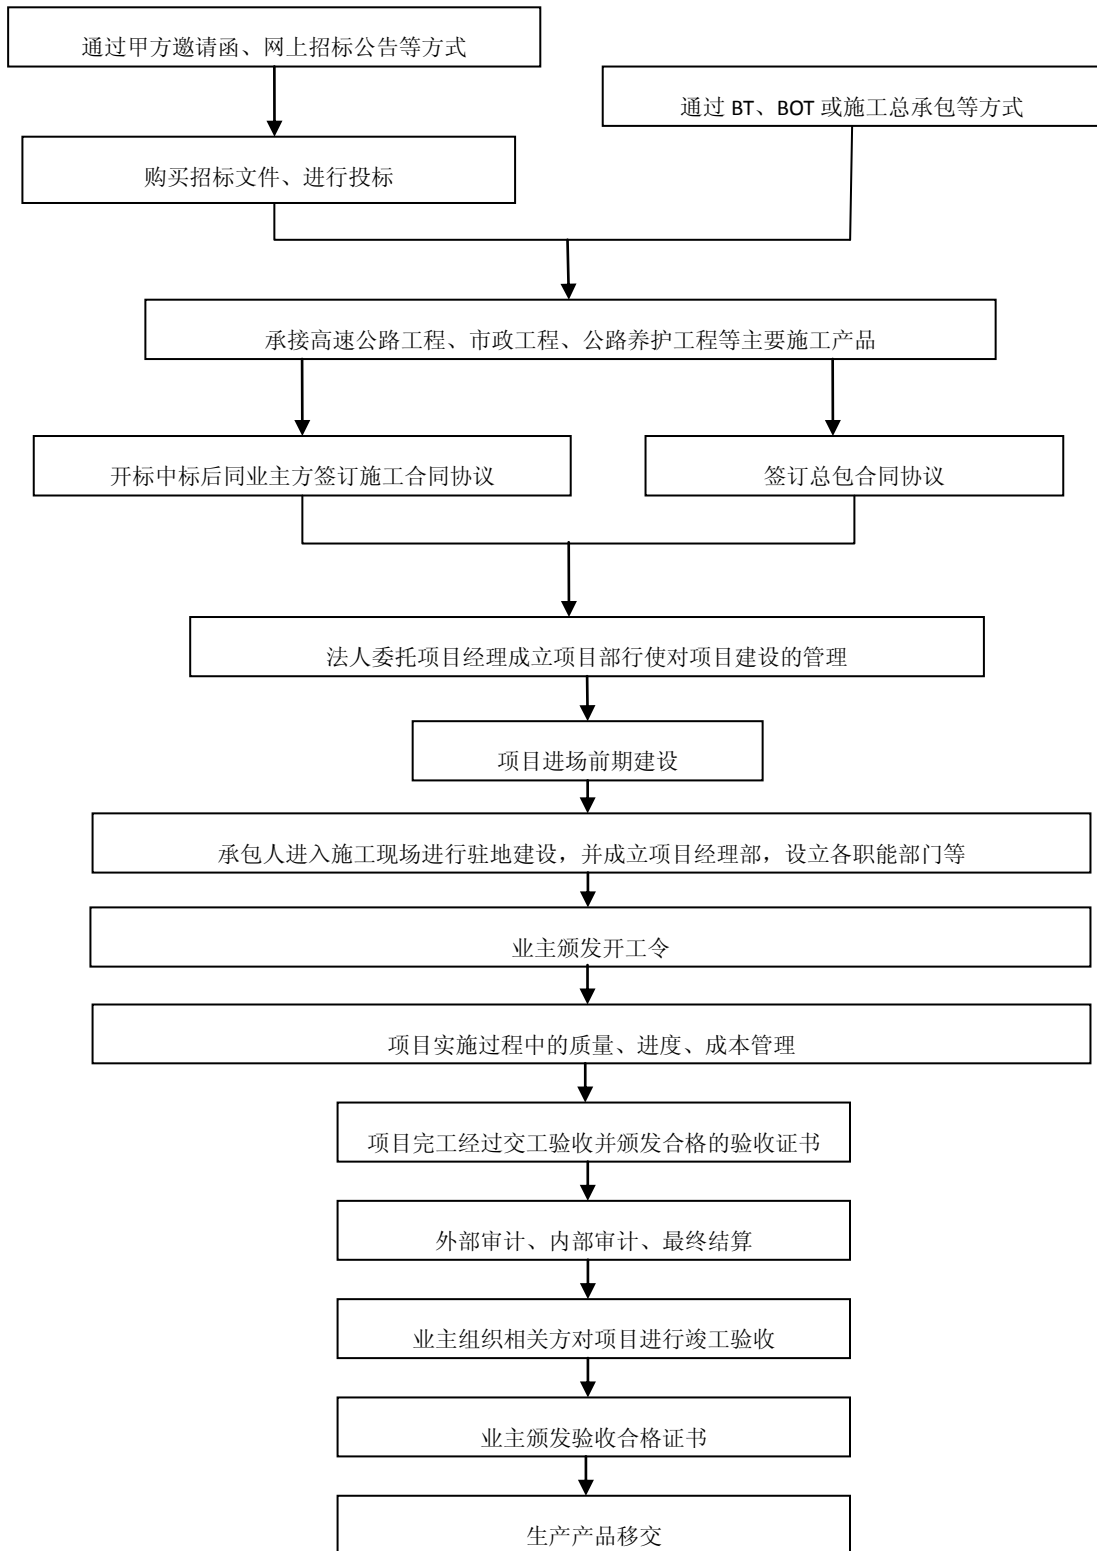 通过甲方邀请函、网上招标公告等方式
通过 BT、BOT 或施工总承包等方式
购买招标文件、进行投标
承接高速公路工程、市政工程、公路养护工程等主要施工产品
开标中标后同业主方签订施工合同协议
签订总包合同协议
法人委托项目经理成立项目部行使对项目建设的管理
项目进场前期建设
承包人进入施工现场进行驻地建设，并成立项目经理部，设立各职能部门等
业主颁发开工令
项目实施过程中的质量、进度、成本管理
项目完工经过交工验收并颁发合格的验收证书
外部审计、内部审计、最终结算
业主组织相关方对项目进行竣工验收
业主颁发验收合格证书
生产产品移交